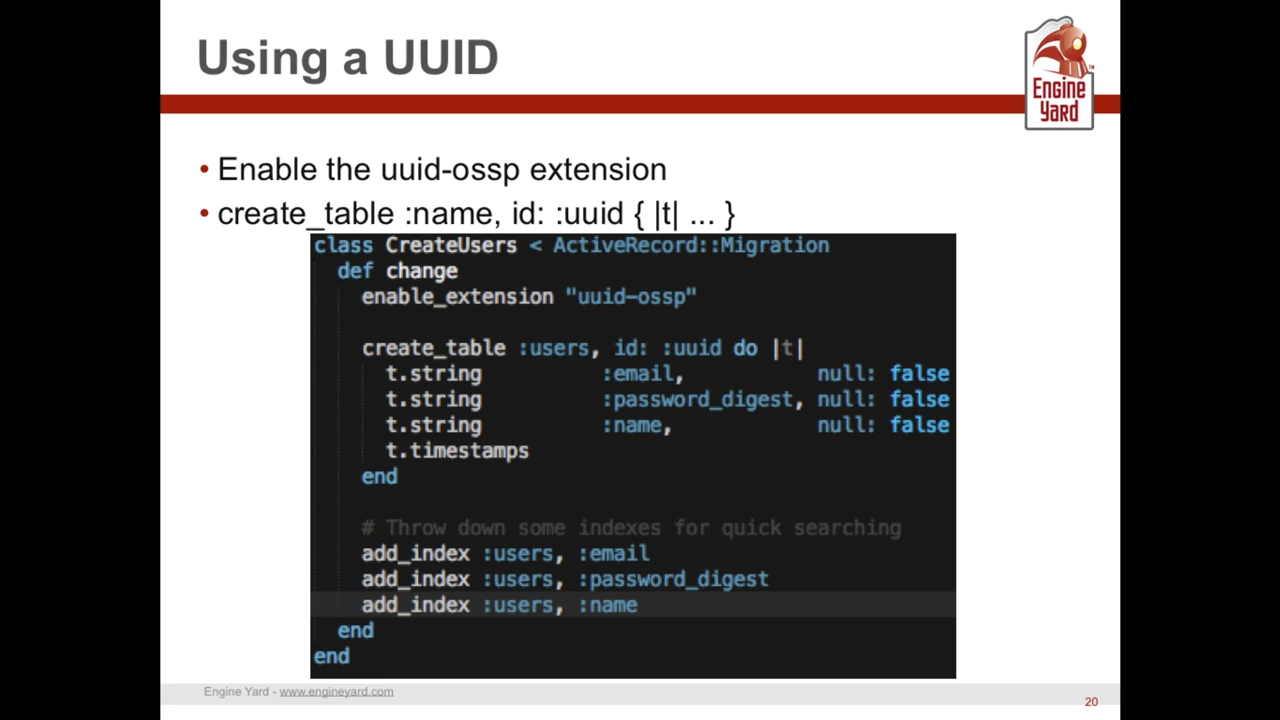 Using a UUID
Engine
Yard
TM
• Enable the uuid-ossp extension
• create_table :name, id: :uuid { |t| ... }
class CreateUsers < ActiveRecord::Migration
  def change
    enable_extension "uuid-ossp"
    create_table :users, id: :uuid do |t|
      t.string          :email,           null: false
      t.string          :password_digest, null: false
      t.string          :name,            null: false
      t.timestamps
    end
    # Throw down some indexes for quick searching
    add_index :users, :email
    add_index :users, :password_digest
    add_index :users, :name
  end
end
Engine Yard - www.engineyard.com
20